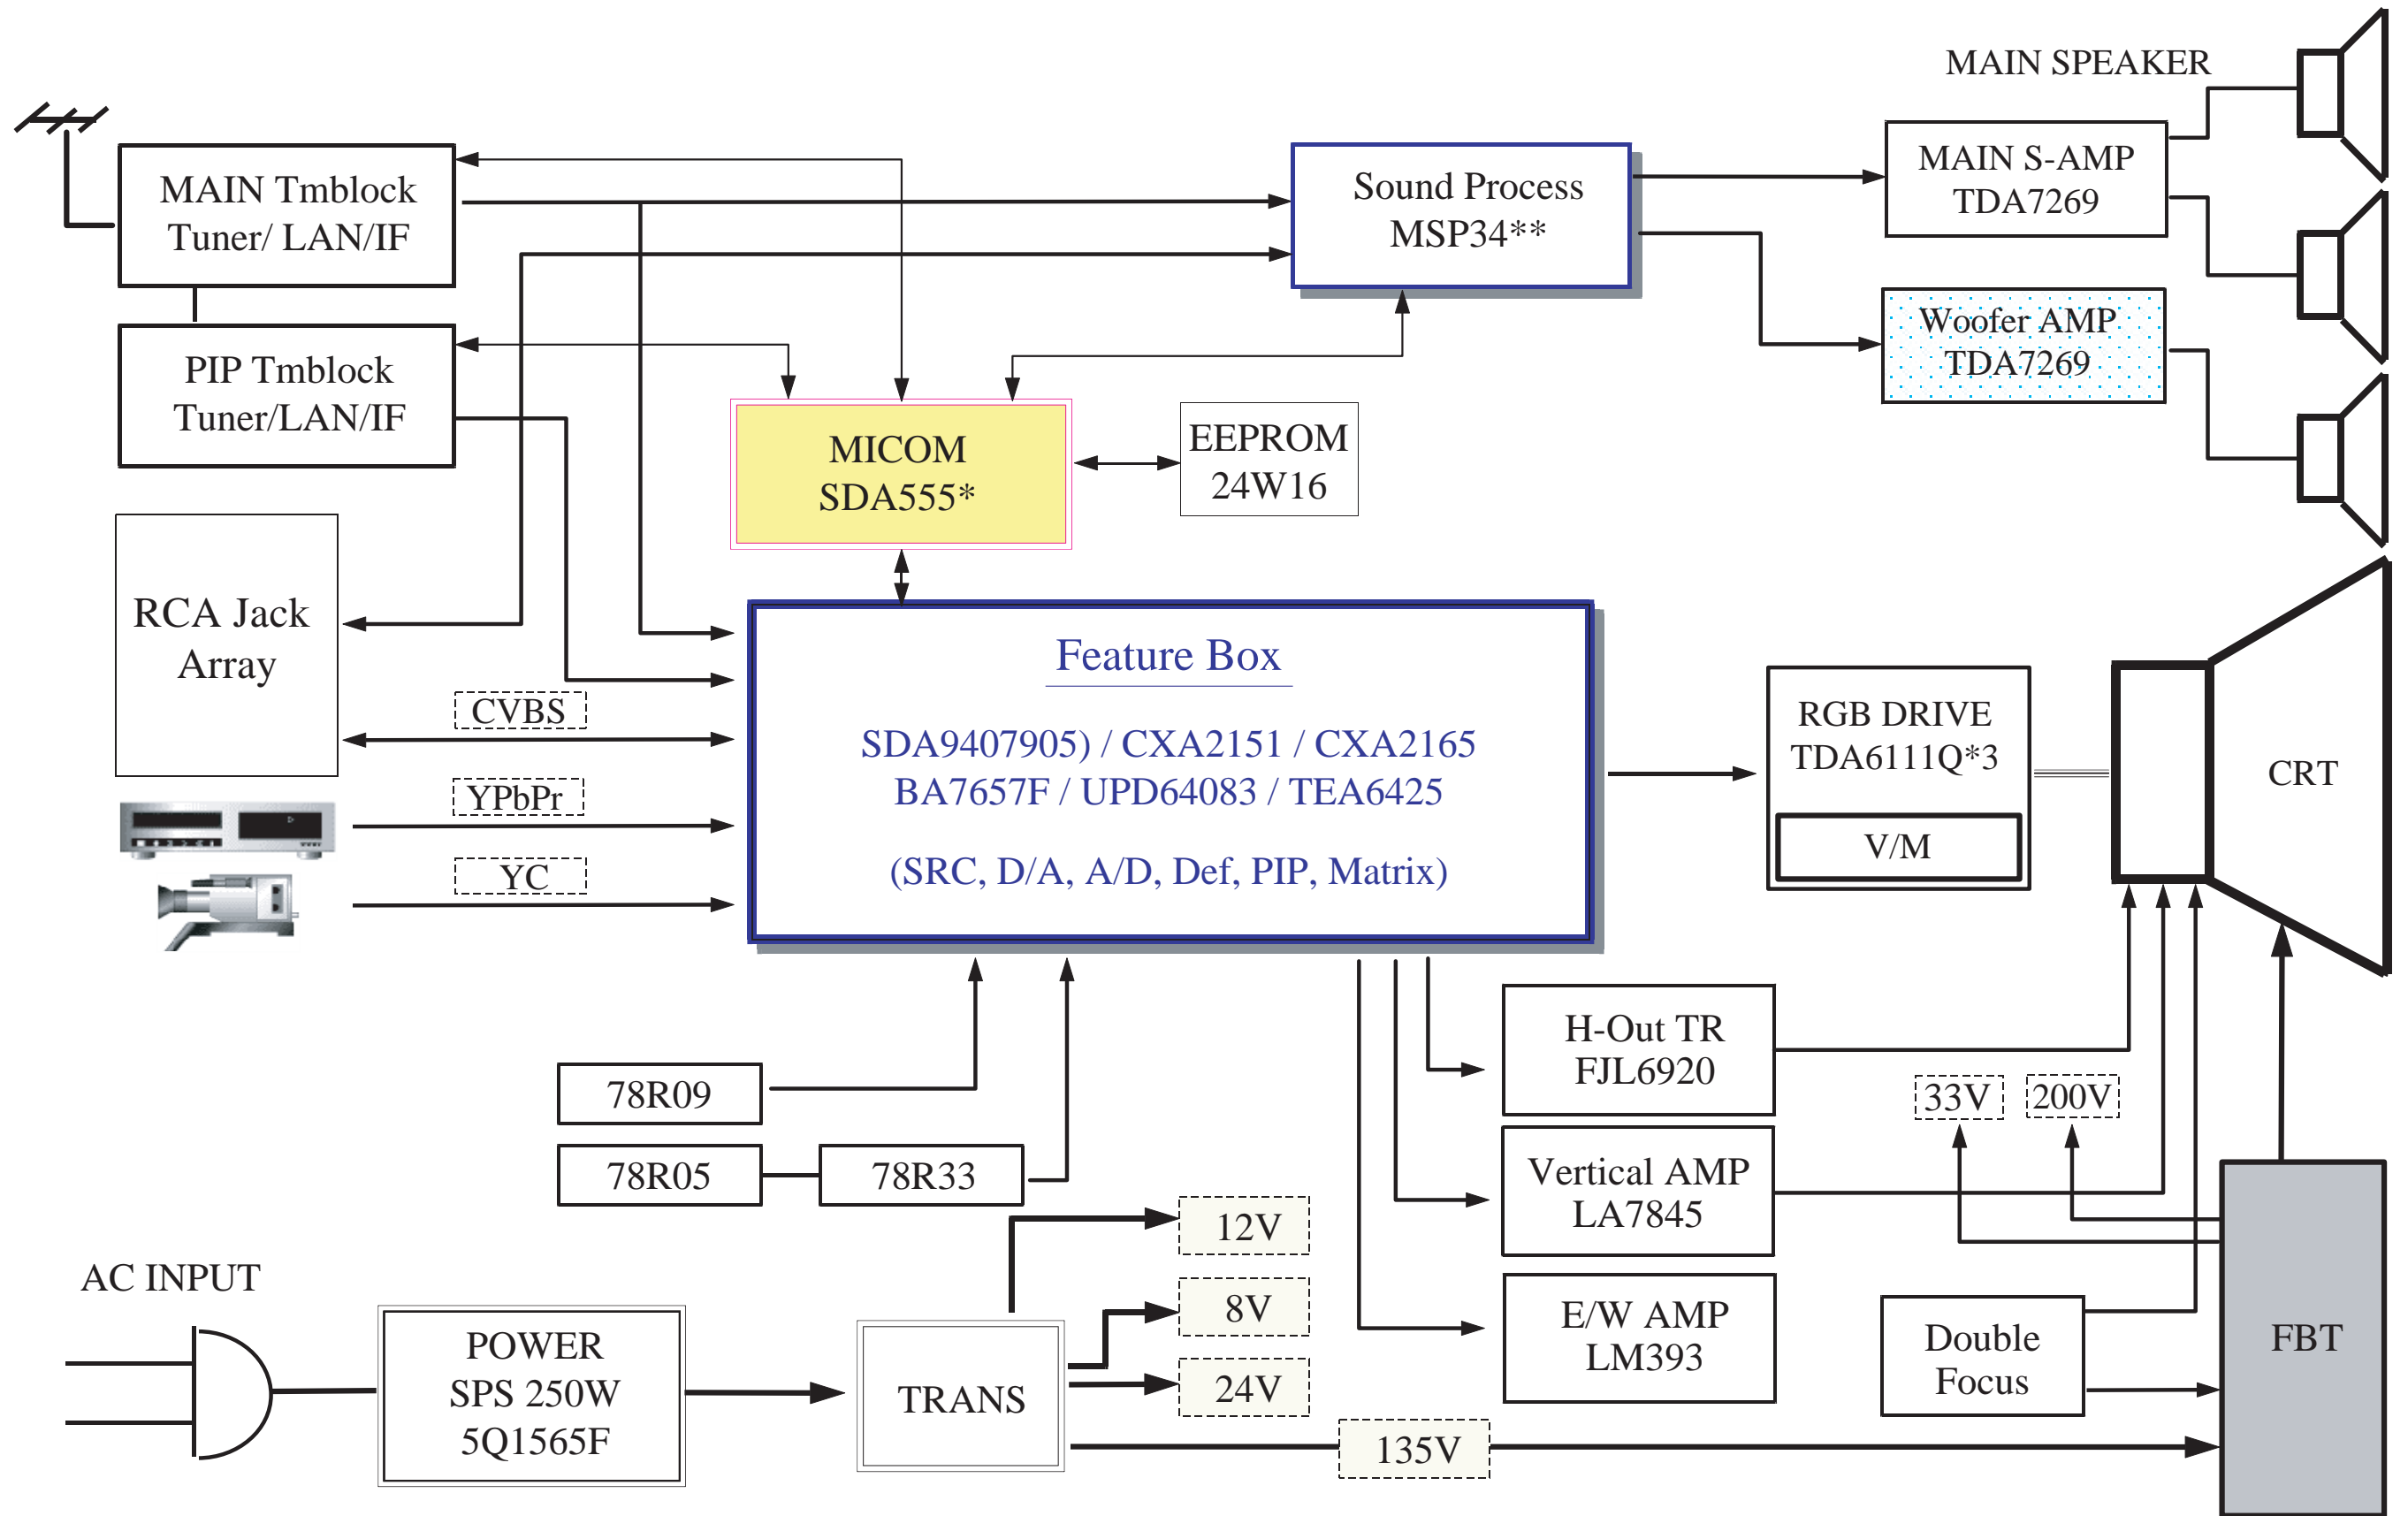 MAIN SPEAKER
MAIN Tmblock
Tuner/ LAN/IF
Sound Process
MSP34**
MAIN S-AMP
TDA7269
PIP Tmblock
Tuner/LAN/IF
Woofer AMP
TDA7269
MICOM
SDA555*
EEPROM
24W16
RCA Jack
Array
CVBS
YPbPr
YC
Feature Box
SDA9407905) / CXA2151 / CXA2165
BA7657F / UPD64083 / TEA6425
(SRC, D/A, A/D, Def, PIP, Matrix)
RGB DRIVE
TDA6111Q*3
V/M
CRT
78R09
78R05
78R33
H-Out TR
FJL6920
33V
200V
Vertical AMP
LA7845
12V
8V
24V
135V
AC INPUT
POWER
SPS 250W
5Q1565F
TRANS
E/W AMP
LM393
Double
Focus
FBT